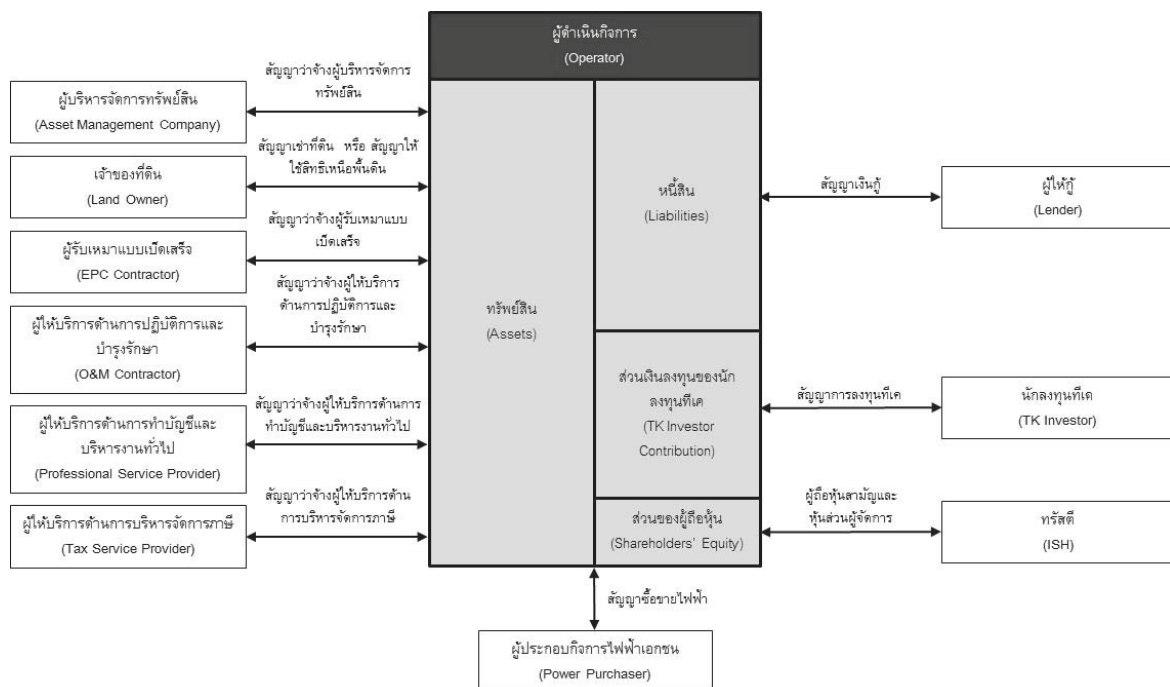 ผู้ดำเนินกิจการ
(Operator)
สัญญาว่าจ้างผู้บริหารจัดการ
ทรัพย์สิน
ผู้บริหารจัดการทรัพย์สิน
(Asset Management Company)
สัญญาเช่าที่ดิน หรือ สัญญาให้
ใช้สิทธิเหนือพื้นดิน
เจ้าของที่ดิน
(Land Owner)
สัญญาว่าจ้างผู้รับเหมาแบบ
เบ็ดเสร็จ
ผู้รับเหมาแบบเบ็ดเสร็จ
(EPC Contractor)
สัญญาว่าจ้างผู้ให้บริการ
ด้านการปฏิบัติการและ
บำรุงรักษา
ผู้ให้บริการด้านการปฏิบัติการและ
บำรุงรักษา
(O&M Contractor)
สัญญาว่าจ้างผู้ให้บริการด้านการ
ทำบัญชีและบริหารงานทั่วไป
ผู้ให้บริการด้านการทำบัญชีและ
บริหารงานทั่วไป
(Professional Service Provider)
สัญญาว่าจ้างผู้ให้บริการด้าน
การบริหารจัดการภาษี
ผู้ให้บริการด้านการบริหารจัดการภาษี
(Tax Service Provider)
ทรัพย์สิน
(Assets)
หนี้สิน
(Liabilities)
ส่วนเงินลงทุนของนัก
ลงทุนทีเค
(TK Investor
Contribution)
ส่วนของผู้ถือหุ้น
(Shareholders' Equity)
สัญญาเงินกู้
ผู้ให้กู้
(Lender)
สัญญาการลงทุนทีเค
นักลงทุนทีเค
(TK Investor)
ผู้ถือหุ้นสามัญและ
หุ้นส่วนผู้จัดการ
ทรัสตี
(ISH)
สัญญาซื้อขายไฟฟ้า
ผู้ประกอบกิจการไฟฟ้าเอกชน
(Power Purchaser)